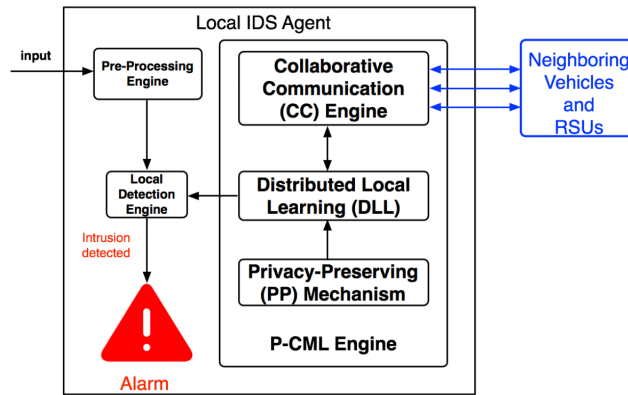 Local IDS Agent
input
Pre-Processing
Engine
Collaborative
Communication
(CC) Engine
Neighboring
Vehicles
and
RSUs
Local
Detection
Engine
Distributed Local
Learning (DLL)
Intrusion
detected
Privacy-Preserving
(PP) Mechanism
P-CML Engine
Alarm